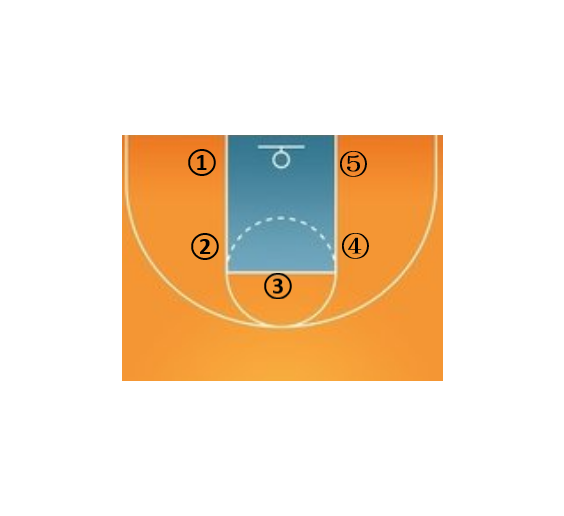 ① ⑤
② ④
③